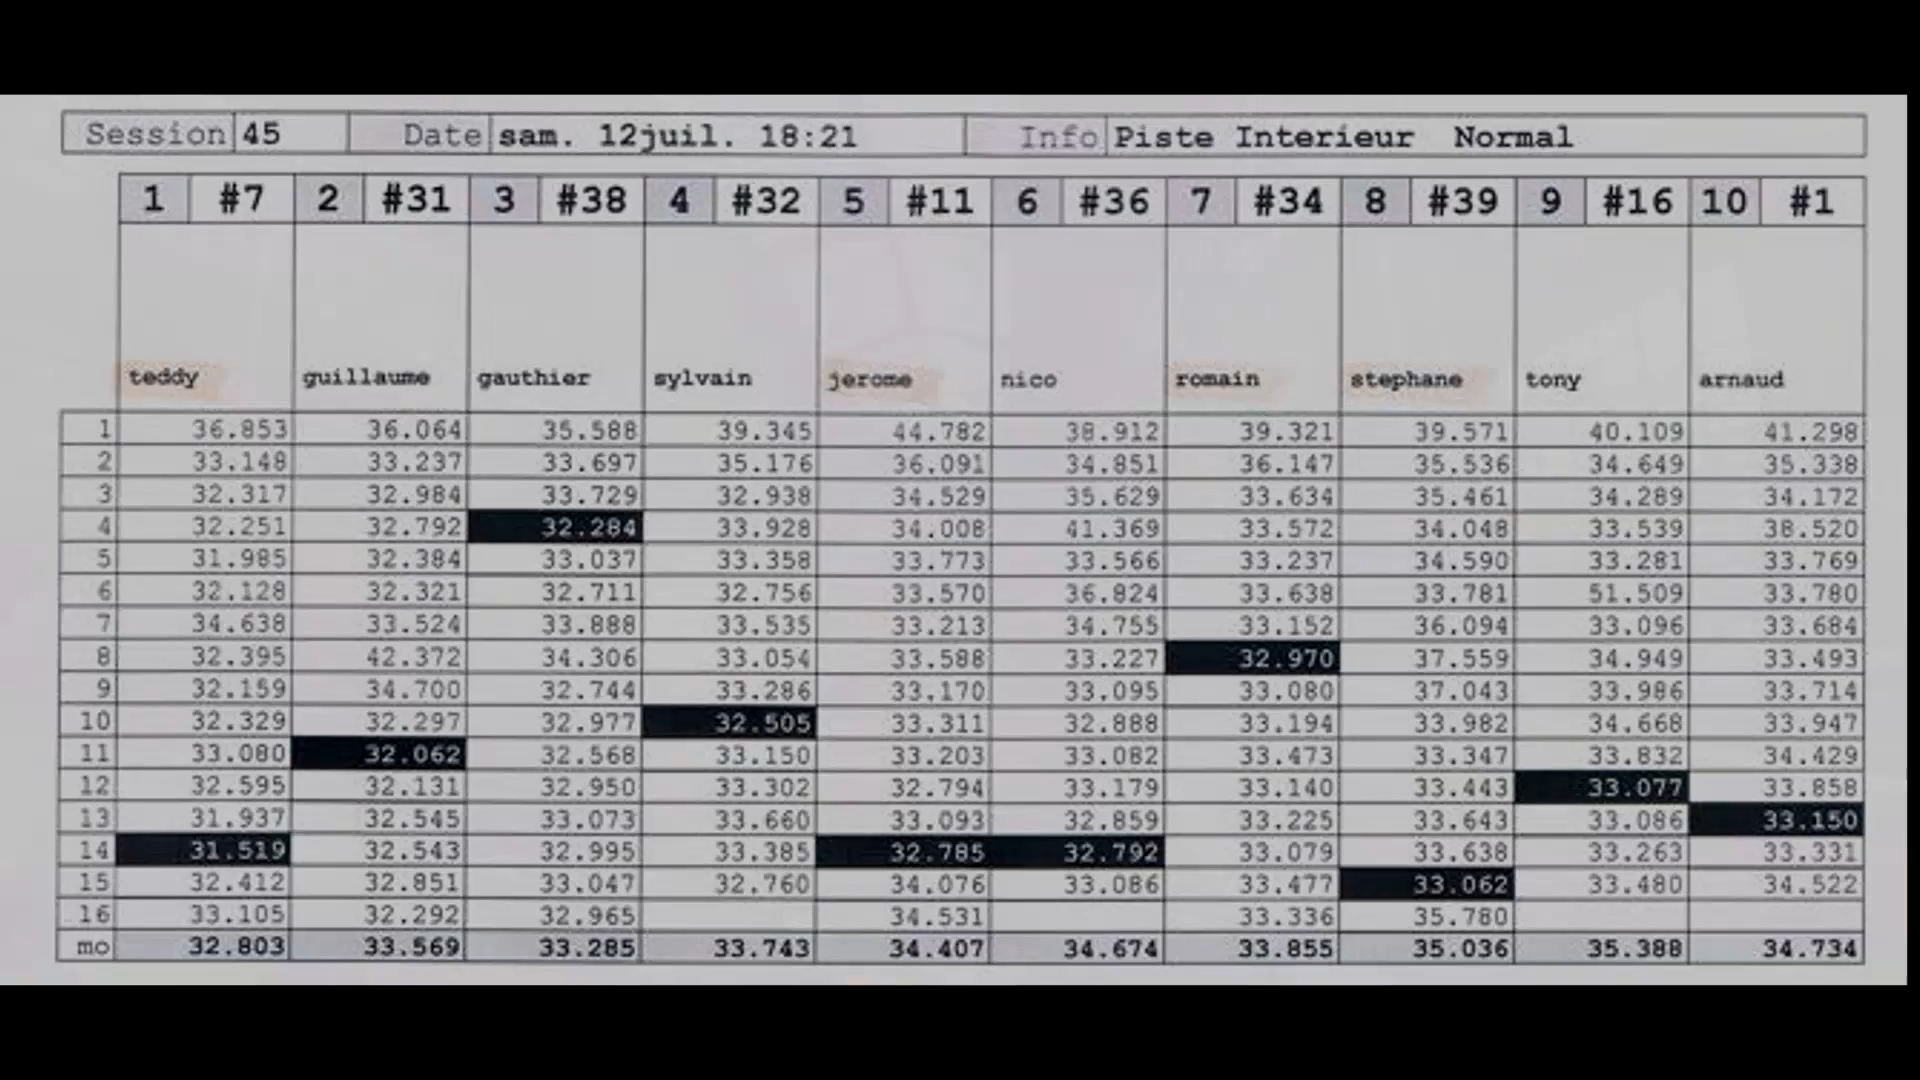 Session 45 Date sam. 12juil. 18:21 Info Piste Interieur Normal
1 #7 2 #31 3 #38 4 #32 5 #11 6 #36 7 #34 8 #39 9 #16 10 #1
teddy guillaume gauthier sylvain jerome nico romain stephane tony arnaud
1 36.853 36.064 35.588 39.345 44.782 38.912 39.321 39.571 40.109 41.298
2 33.148 33.237 33.697 35.176 36.091 34.851 36.147 35.536 34.649 35.338
3 32.317 32.984 33.729 32.938 34.529 35.629 33.634 35.461 34.289 34.172
4 32.251 32.792 32.284 33.928 34.008 41.369 33.572 34.048 33.539 38.520
5 31.985 32.384 33.037 33.358 33.773 33.566 33.237 34.590 33.281 33.769
6 32.128 32.321 32.711 32.756 33.570 36.824 33.638 33.781 51.509 33.780
7 34.638 33.524 33.888 33.535 33.213 34.755 33.152 36.094 33.096 33.684
8 32.395 42.372 34.306 33.054 33.588 33.227 32.970 37.559 34.949 33.493
9 32.159 34.700 32.744 33.286 33.170 33.095 33.080 37.043 33.986 33.714
10 32.329 32.297 32.977 32.505 33.311 32.888 33.194 33.982 34.668 33.947
11 33.080 32.062 32.568 33.150 33.203 33.082 33.473 33.347 33.832 34.429
12 32.595 32.131 32.950 33.302 32.794 33.179 33.140 33.443 33.077 33.858
13 31.937 32.545 33.073 33.660 33.093 32.859 33.225 33.643 33.086 33.150
14 31.519 32.543 32.995 33.385 32.785 32.792 33.079 33.638 33.263 33.331
15 32.412 32.851 33.047 32.760 34.076 33.086 33.477 33.062 33.480 34.522
16 33.105 32.292 32.965 34.531 33.336 35.780
mo 32.803 33.569 33.285 33.743 34.407 34.674 33.855 35.036 35.388 34.734